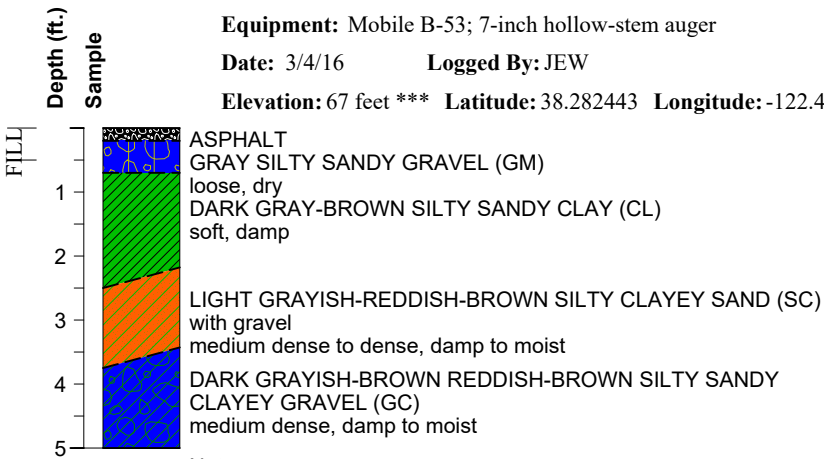 Equipment: Mobile B-53; 7-inch hollow-stem auger
Date: 3/4/16 Logged By: JEW
Elevation: 67 feet *** Latitude: 38.282443 Longitude: -122.4
Depth (ft.)
Sample
FILL
ASPHALT
GRAY SILTY SANDY GRAVEL (GM)
loose, dry
1
DARK GRAY-BROWN SILTY SANDY CLAY (CL)
soft, damp
2
LIGHT GRAYISH-REDDISH-BROWN SILTY CLAYEY SAND (SC)
3
with gravel
medium dense to dense, damp to moist
4
DARK GRAYISH-BROWN REDDISH-BROWN SILTY SANDY
CLAYEY GRAVEL (GC)
medium dense, damp to moist
5